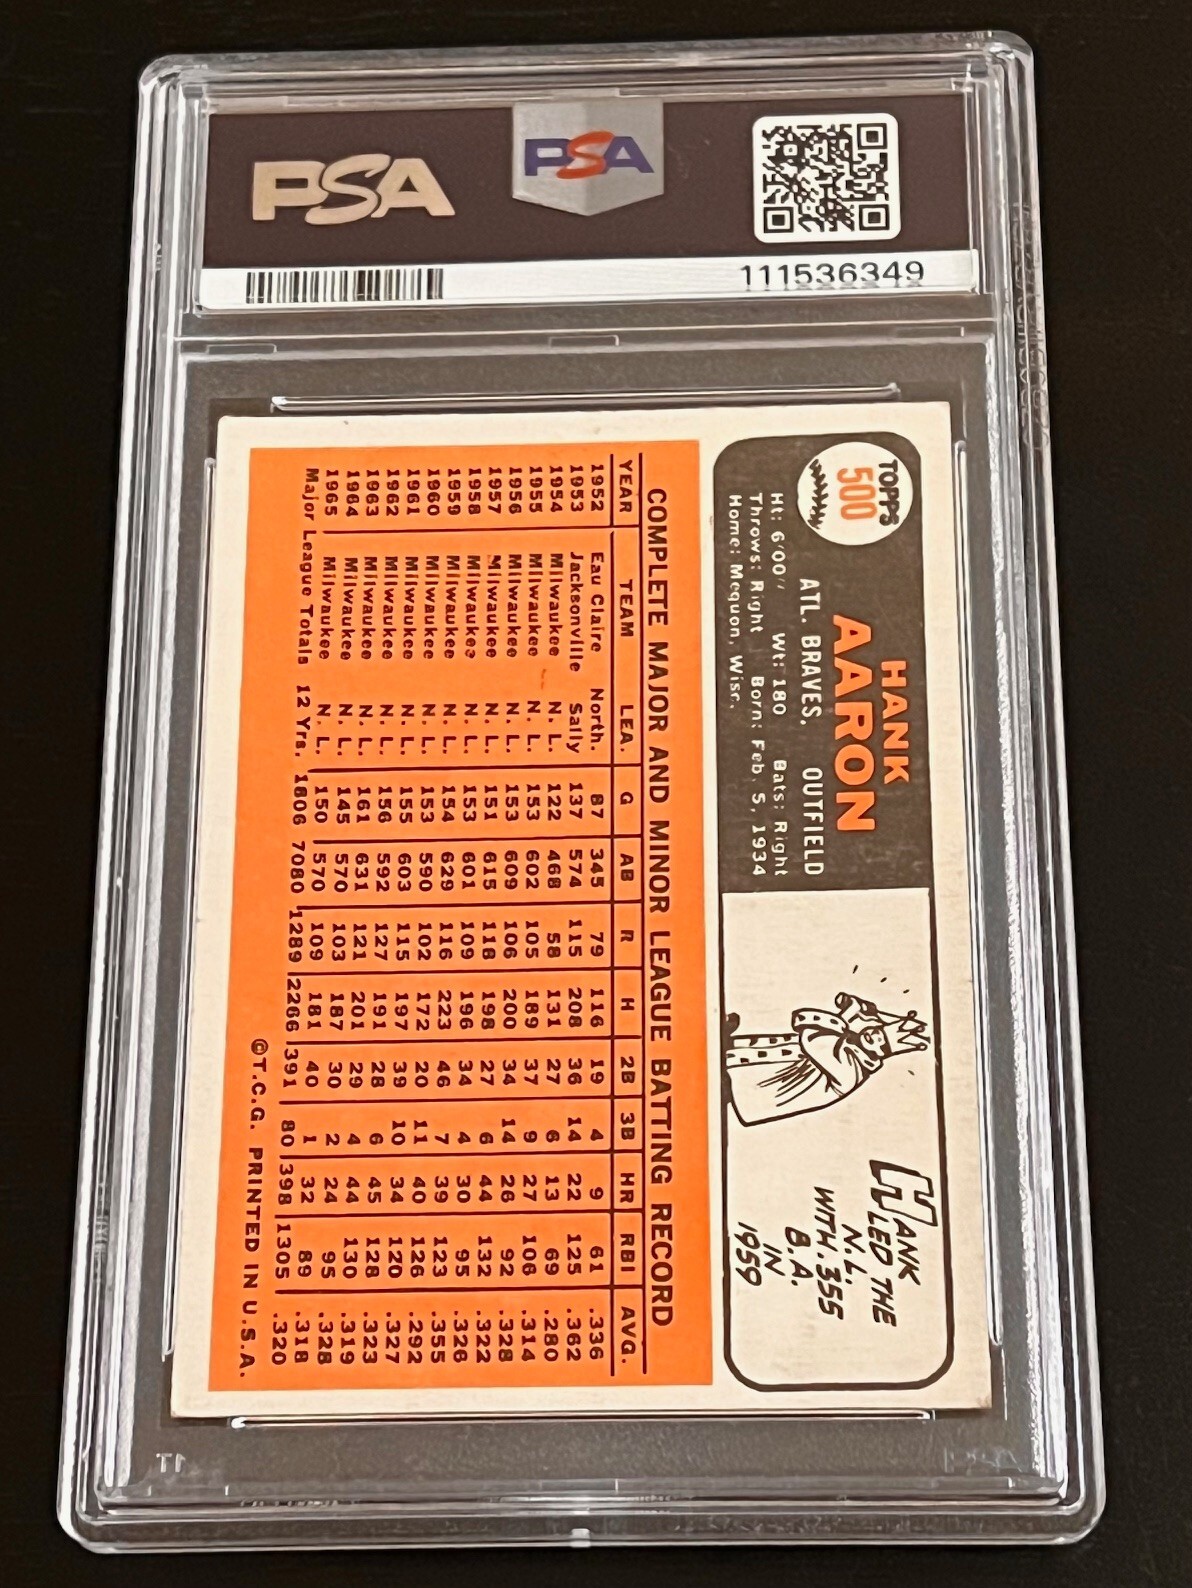 PSA
PSA
111536349
TOPPS
500
HANK
AARON
ATL. BRAVES, OUTFIELD
Ht: 6'00" Wt: 180 Bats: Right
Throws: Right Born: Feb. 5, 1934
Home: Mequon, Wisc.
HANK
LED THE
N.L.
WITH .355
B.A.
IN
1959
COMPLETE MAJOR AND MINOR LEAGUE BATTING RECORD
YEAR TEAM LEA. G AB R H 2B 3B HR RBI AVG.
1952 Eau Claire North. 87 345 79 116 19 4 9 61 .336
1953 Jacksonville Sally 137 574 115 208 36 14 22 125 .362
1954 Milwaukee N. L. 122 468 58 131 27 6 13 69 .280
1955 Milwaukee N. L. 153 602 105 189 37 9 27 106 .314
1956 Milwaukee N. L. 153 609 106 200 34 14 26 92 .328
1957 Milwaukee N. L. 151 615 118 198 27 6 44 132 .322
1958 Milwaukee N. L. 153 601 109 196 34 4 30 95 .326
1959 Milwaukee N. L. 154 629 116 223 46 7 39 123 .355
1960 Milwaukee N. L. 153 590 102 172 20 11 40 126 .292
1961 Milwaukee N. L. 155 603 115 197 39 10 34 120 .327
1962 Milwaukee N. L. 156 592 127 191 28 6 45 128 .323
1963 Milwaukee N. L. 161 631 121 201 29 4 44 130 .319
1964 Milwaukee N. L. 145 570 103 187 30 2 24 95 .328
1965 Milwaukee N. L. 150 570 109 181 40 1 32 89 .318
Major League Totals 12 Yrs. 1806 7080 1289 2266 391 80 398 1305 .320
©T.C.G. PRINTED IN U.S.A.